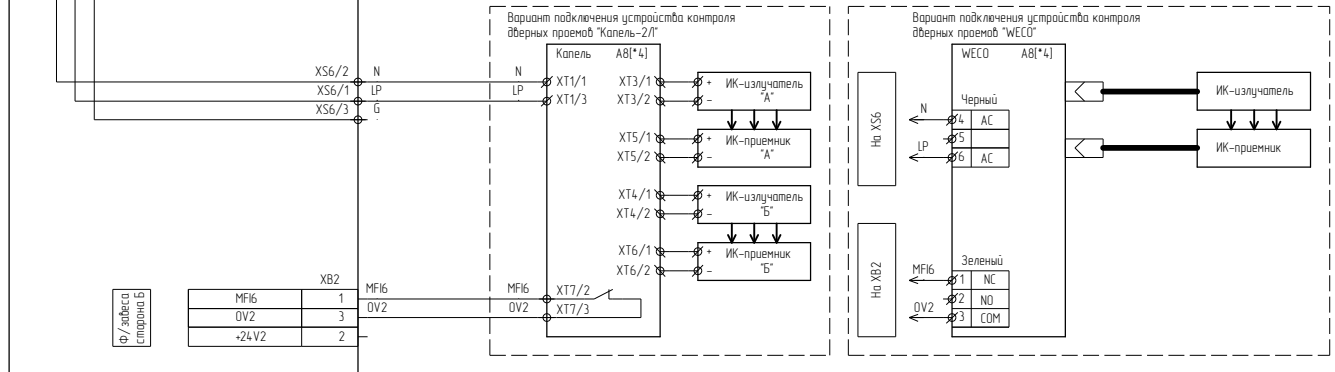 XS6/2 N
XS6/1 LP
XS6/3 G
Ф/завеса
сторона Б
XB2
MFI6 1
0V2 3
+24V2 2
MFI6
0V2
Вариант подключения устройства контроля
дверных проемов "Капель-2Л"
Капель A8[*4]
N
LP
XT1/1
XT1/3
XT3/1 + ИК-излучатель
XT3/2 - "А"
XT5/1 + ИК-приемник
XT5/2 - "А"
XT4/1 + ИК-излучатель
XT4/2 - "Б"
XT6/1 + ИК-приемник
XT6/2 - "Б"
MFI6 XT7/2
0V2 XT7/3
Вариант подключения устройства контроля
дверных проемов "WECO"
WECO A8[*4]
На XS6
Черный
N 4 AC
5
LP 6 AC
ИК-излучатель
ИК-приемник
На XB2
Зеленый
MFI6 1 NC
2 NO
0V2 3 COM